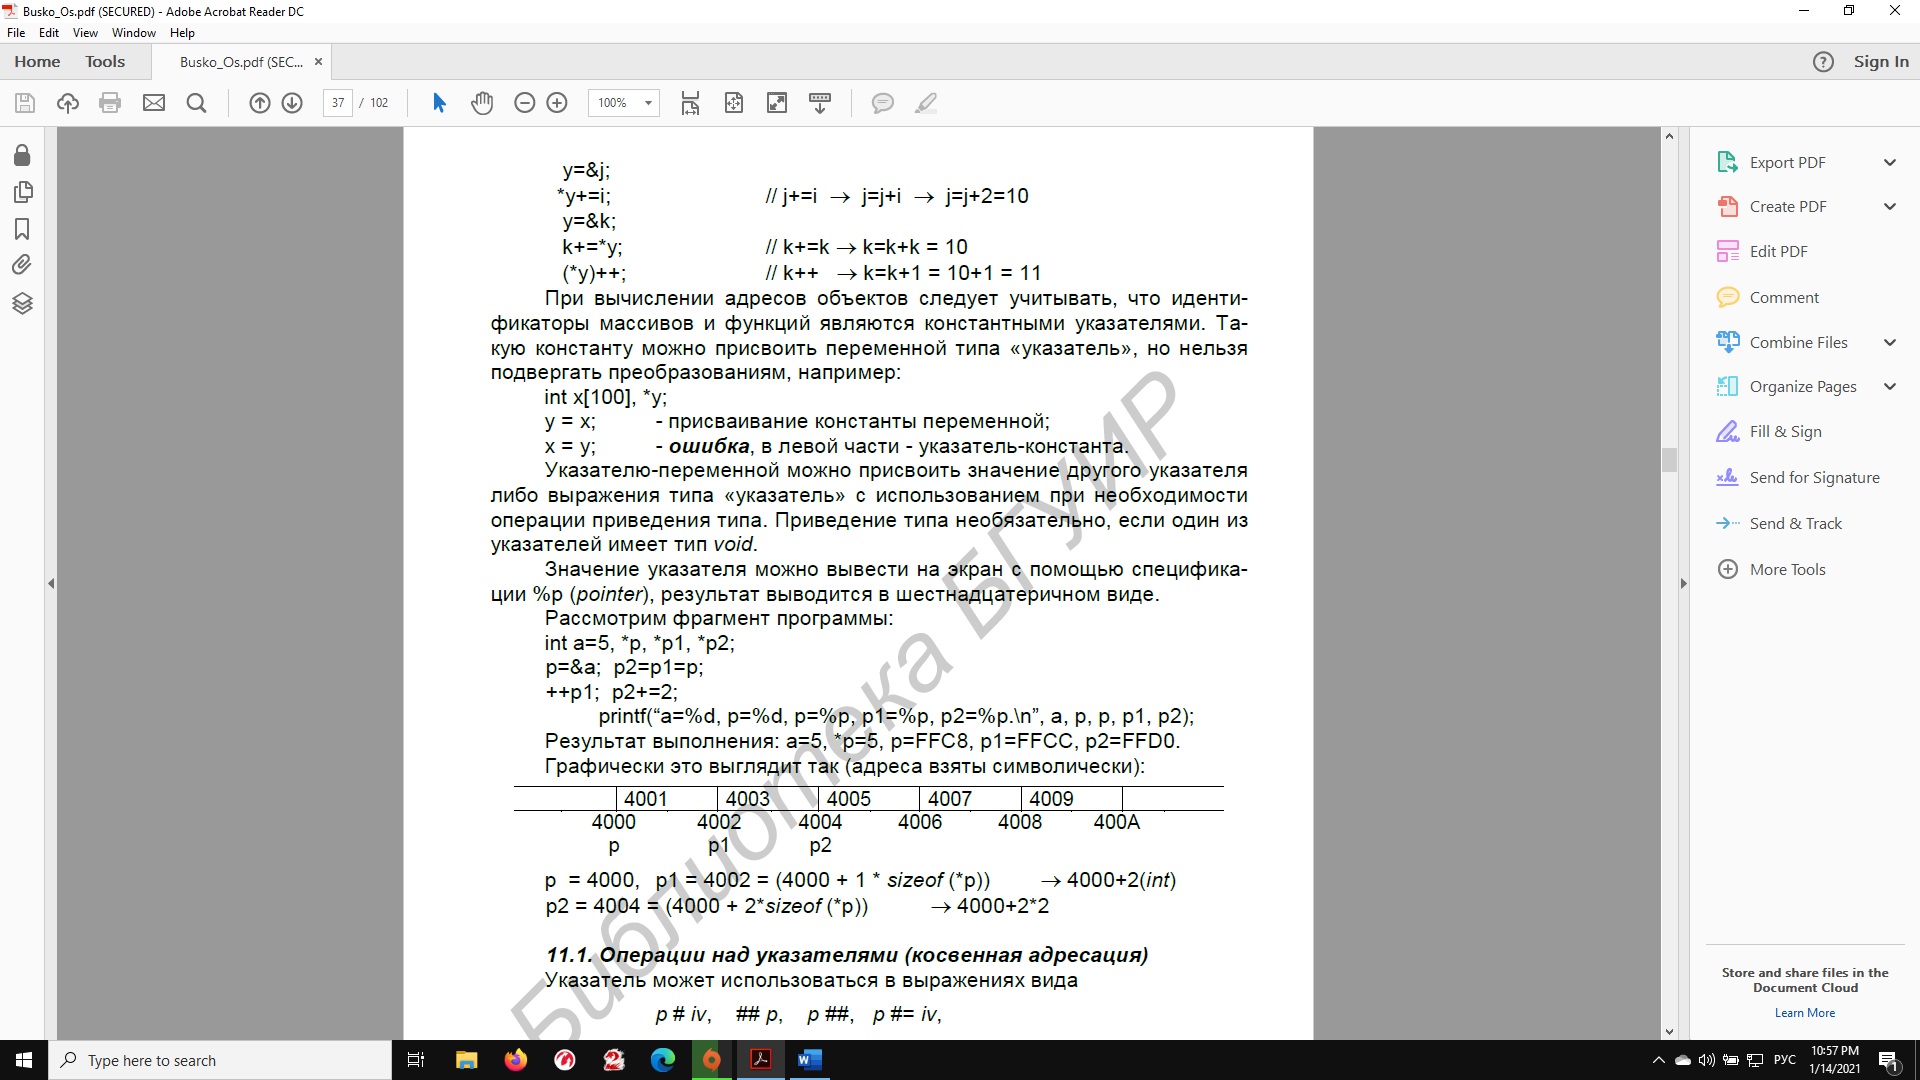 Busko_Os.pdf (SECURED) - Adobe Acrobat Reader DC
File Edit View Window Help
Home Tools Busko_Os.pdf (SEC... × Sign In
37 / 102 100%
y=&j;
*y+=i; // j+=i → j=j+i → j=j+2=10
y=&k;
k+=*y; // k+=k → k=k+k = 10
(*y)++; // k++ → k=k+1 = 10+1 = 11
При вычислении адресов объектов следует учитывать, что иденти-
фикаторы массивов и функций являются константными указателями. Та-
кую константу можно присвоить переменной типа «указатель», но нельзя
подвергать преобразованиям, например:
int x[100], *y;
y = x; - присваивание константы переменной;
x = y; - ошибка, в левой части - указатель-константа.
Указателю-переменной можно присвоить значение другого указателя
либо выражения типа «указатель» с использованием при необходимости
операции приведения типа. Приведение типа необязательно, если один из
указателей имеет тип void.
Значение указателя можно вывести на экран с помощью специфика-
ции %p (pointer), результат выводится в шестнадцатеричном виде.
Рассмотрим фрагмент программы:
int a=5, *p, *p1, *p2;
p=&a; p2=p1=p;
++p1; p2+=2;
printf(“a=%d, p=%d, p=%p, p1=%p, p2=%p.\n”, a, p, p, p1, p2);
Результат выполнения: a=5, *p=5, p=FFC8, p1=FFCC, p2=FFD0.
Графически это выглядит так (адреса взяты символически):
4001 4003 4005 4007 4009
4000 4002 4004 4006 4008 400A
p p1 p2
p = 4000, p1 = 4002 = (4000 + 1 * sizeof (*p)) → 4000+2(int)
p2 = 4004 = (4000 + 2*sizeof (*p)) → 4000+2*2
11.1. Операции над указателями (косвенная адресация)
Указатель может использоваться в выражениях вида
p # iv, ## p, p ##, p #= iv,
Библиотека БГУИР
Export PDF
Create PDF
Edit PDF
Comment
Combine Files
Organize Pages
Fill & Sign
Send for Signature
Send & Track
More Tools
Store and share files in the
Document Cloud
Learn More
Type here to search
РУС
10:57 PM
1/14/2021
1